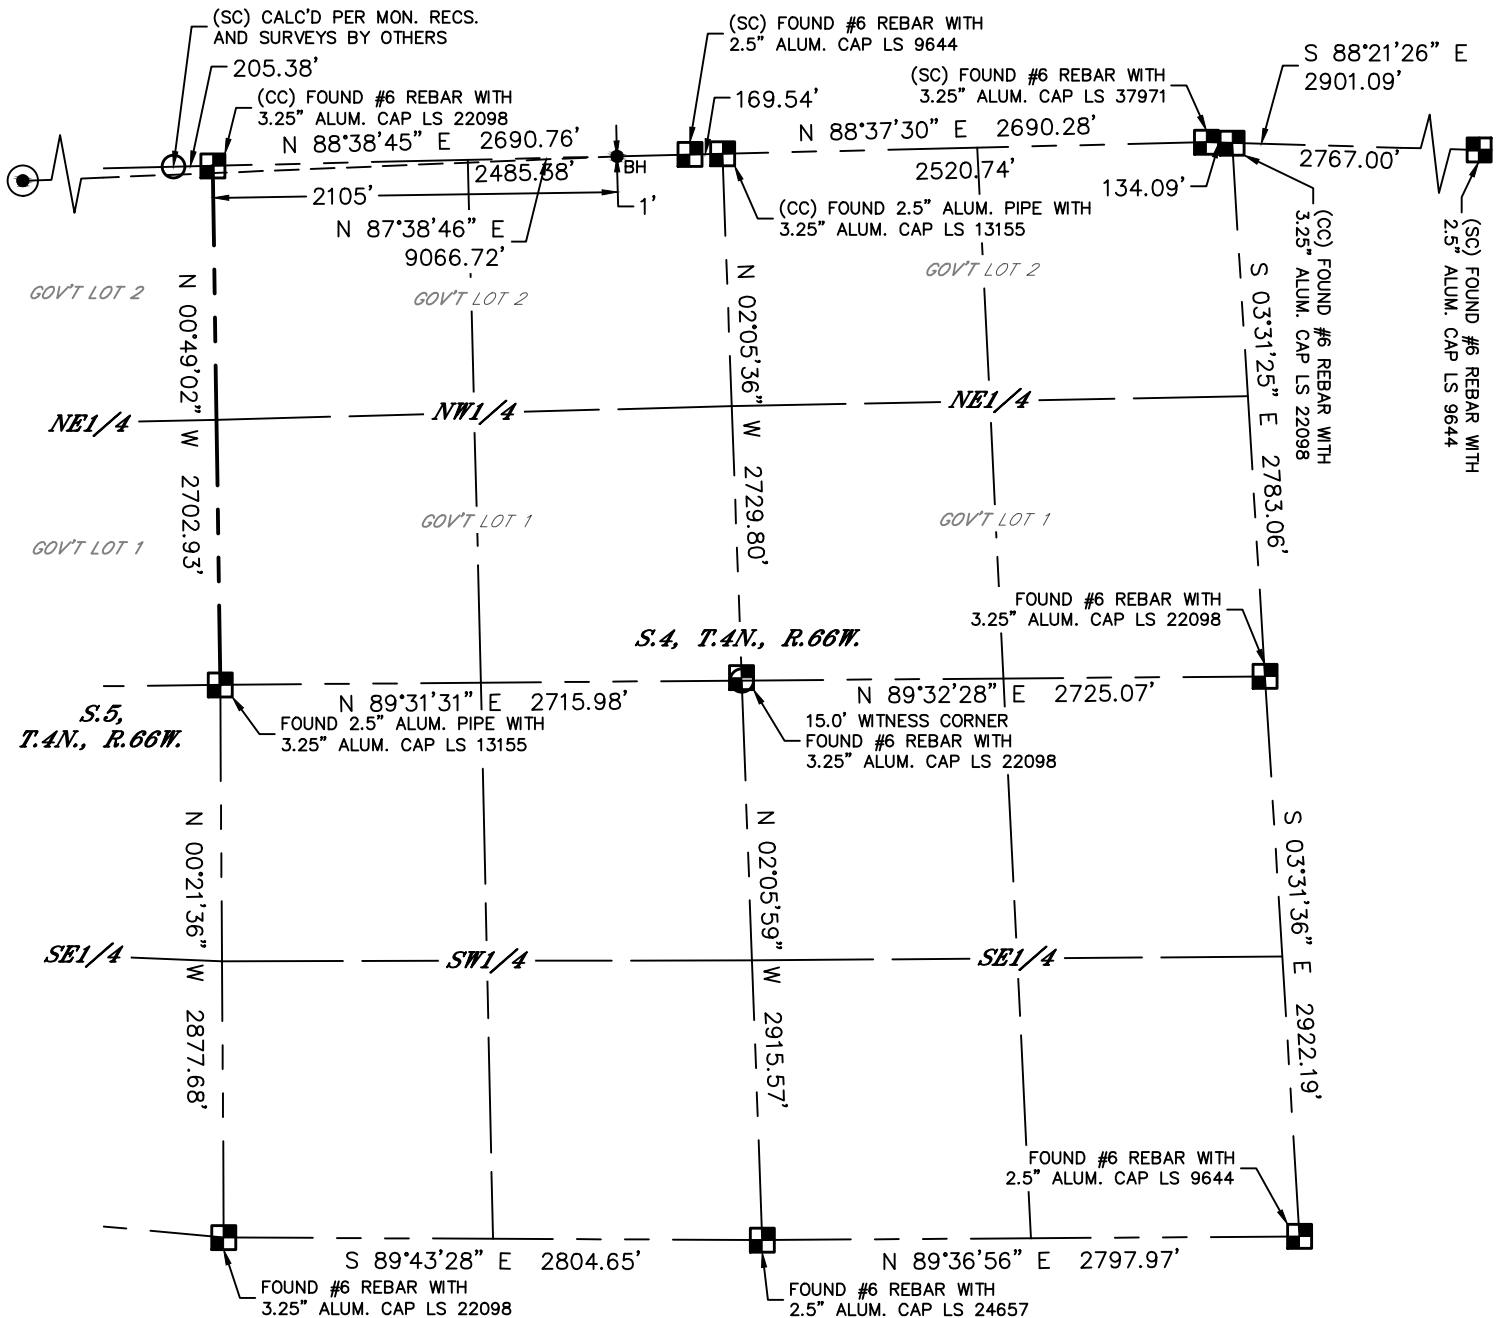 (SC) CALC'D PER MON. RECS.
AND SURVEYS BY OTHERS
205.38'
(CC) FOUND #6 REBAR WITH
3.25" ALUM. CAP LS 22098
N 88°38'45" E 2690.76'
2485.38'
2105'
BH
1'
N 87°38'46" E
9066.72'
(SC) FOUND #6 REBAR WITH
2.5" ALUM. CAP LS 9644
169.54'
(SC) FOUND #6 REBAR WITH
3.25" ALUM. CAP LS 37971
N 88°37'30" E 2690.28'
2520.74'
134.09'
(CC) FOUND 2.5" ALUM. PIPE WITH
3.25" ALUM. CAP LS 13155
S 88°21'26" E
2901.09'
2767.00'
(CC) FOUND #6 REBAR WITH
3.25" ALUM. CAP LS 22098
(SC) FOUND #6 REBAR WITH
2.5" ALUM. CAP LS 9644
GOV'T LOT 2
GOV'T LOT 2
GOV'T LOT 2
N 00°49'02" W 2702.93'
N 02°05'36" W 2729.80'
S 03°31'25" E 2783.06'
NE1/4
NW1/4
NE1/4
GOV'T LOT 1
GOV'T LOT 1
GOV'T LOT 1
FOUND #6 REBAR WITH
3.25" ALUM. CAP LS 22098
S.4, T.4N., R.66W.
N 89°31'31" E 2715.98'
N 89°32'28" E 2725.07'
S.5,
T.4N., R.66W.
FOUND 2.5" ALUM. PIPE WITH
3.25" ALUM. CAP LS 13155
15.0' WITNESS CORNER
FOUND #6 REBAR WITH
3.25" ALUM. CAP LS 22098
N 00°21'36" W 2877.68'
N 02°05'59" W 2915.57'
S 03°31'36" E 2922.19'
SE1/4
SW1/4
SE1/4
FOUND #6 REBAR WITH
2.5" ALUM. CAP LS 9644
S 89°43'28" E 2804.65'
N 89°36'56" E 2797.97'
FOUND #6 REBAR WITH
3.25" ALUM. CAP LS 22098
FOUND #6 REBAR WITH
2.5" ALUM. CAP LS 24657